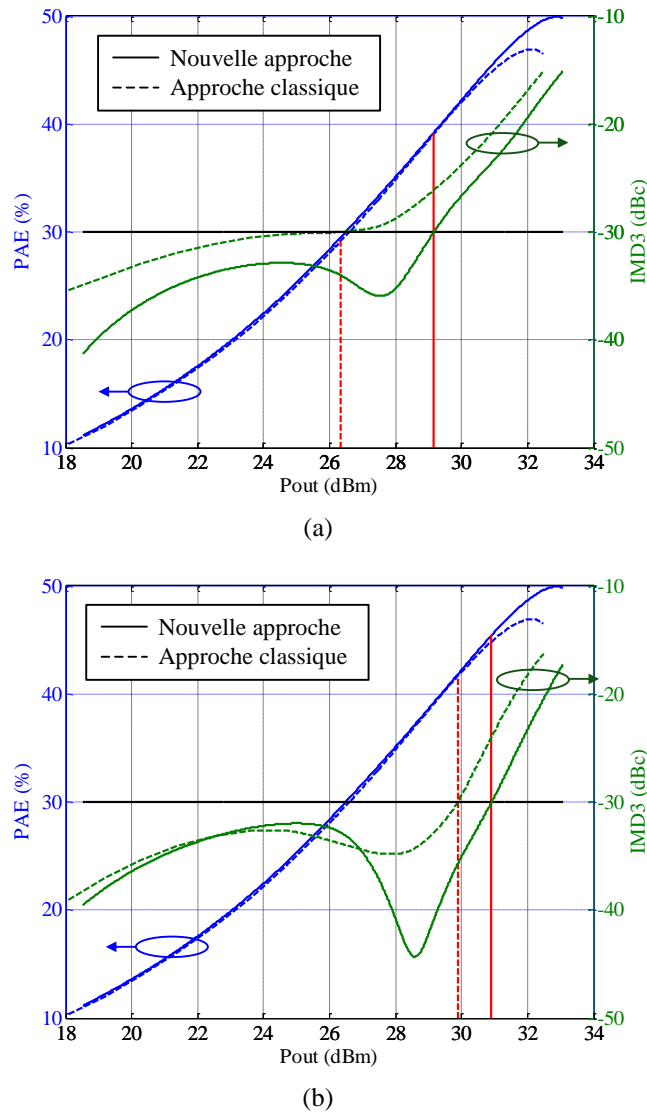 50
40
30
20
10
PAE (%)
Nouvelle approche
Approche classique
-10
-20
-30
-40
-50
IMD3 (dBc)
18 20 22 24 26 28 30 32 34
Pout (dBm)
(a)
50
40
30
20
10
PAE (%)
Nouvelle approche
Approche classique
-10
-20
-30
-40
-50
IMD3 (dBc)
18 20 22 24 26 28 30 32 34
Pout (dBm)
(b)